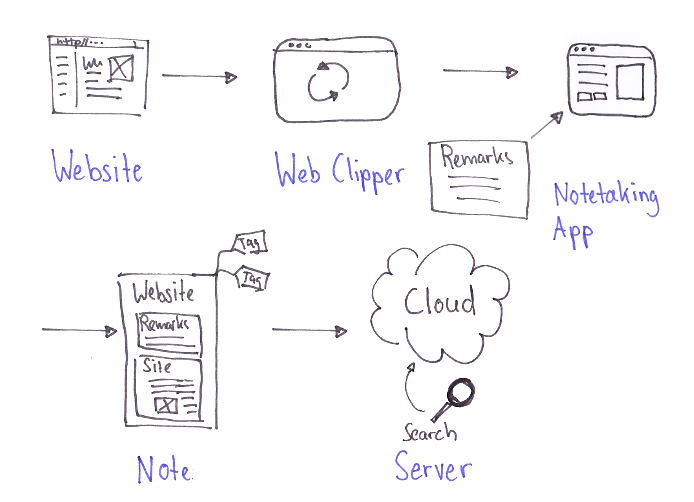 http://...
Website
Web Clipper
Remarks
Notetaking
App
Tag
Tag
Website
Remarks
Site
Note
Cloud
Search
Server